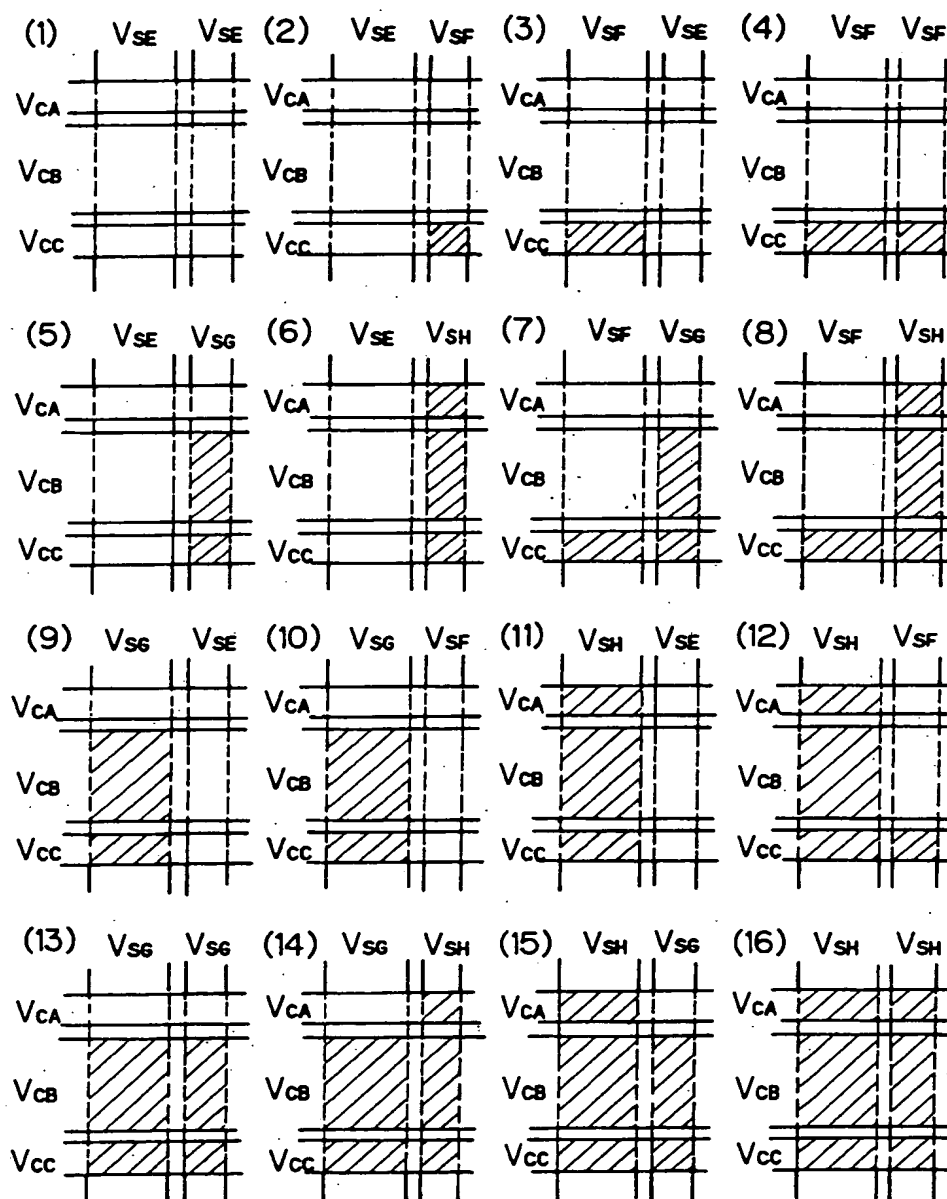 (1) VSE VSE (2) VSE VSF (3) VSF VSE (4) VSF VSF
VCA VCA VCA VCA
VCB VCB VCB VCB
VCC VCC VCC VCC
(5) VSE VSG (6) VSE VSH (7) VSF VSG (8) VSF VSH
VCA VCA VCA VCA
VCB VCB VCB VCB
VCC VCC VCC VCC
(9) VSG VSE (10) VSG VSF (11) VSH VSE (12) VSH VSF
VCA VCA VCA VCA
VCB VCB VCB VCB
VCC VCC VCC VCC
(13) VSG VSG (14) VSG VSH (15) VSH VSG (16) VSH VSH
VCA VCA VCA VCA
VCB VCB VCB VCB
VCC VCC VCC VCC